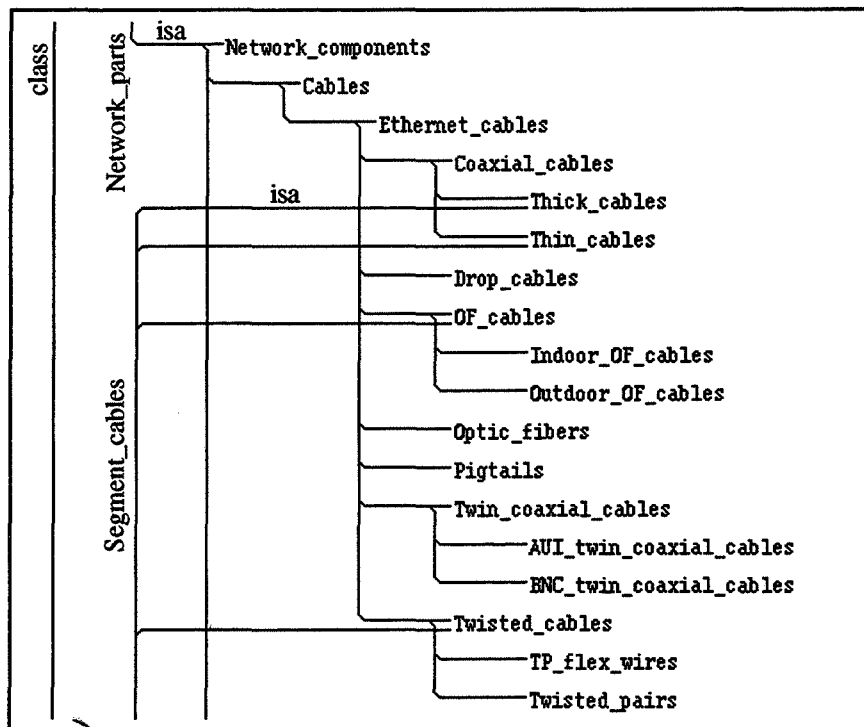 class
Network_parts
Segment_cables
isa
Network_components
Cables
Ethernet_cables
Coaxial_cables
isa
Thick_cables
Thin_cables
Drop_cables
OF_cables
Indoor_OF_cables
Outdoor_OF_cables
Optic_fibers
Pigtails
Twin_coaxial_cables
AUI_twin_coaxial_cables
BNC_twin_coaxial_cables
Twisted_cables
TP_flex_wires
Twisted_pairs